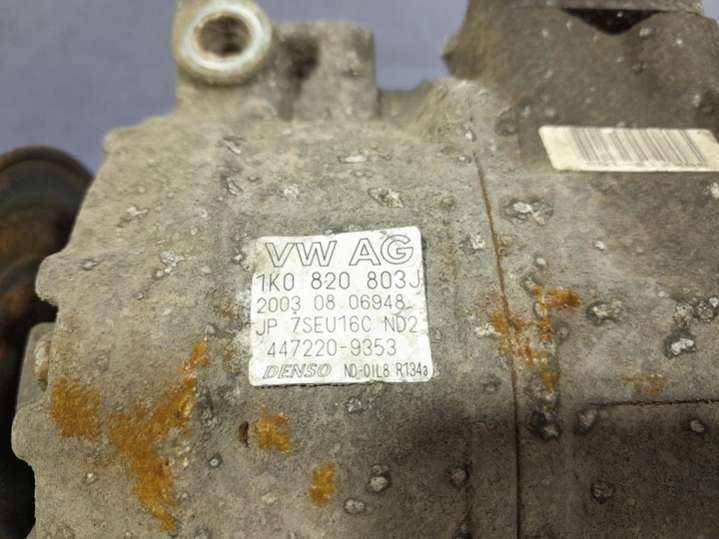 VW AG
1K0 820 803J
2003 08 06948
JP 7SEU16C ND2
447220-9353
DENSO ND-OIL8 R134a